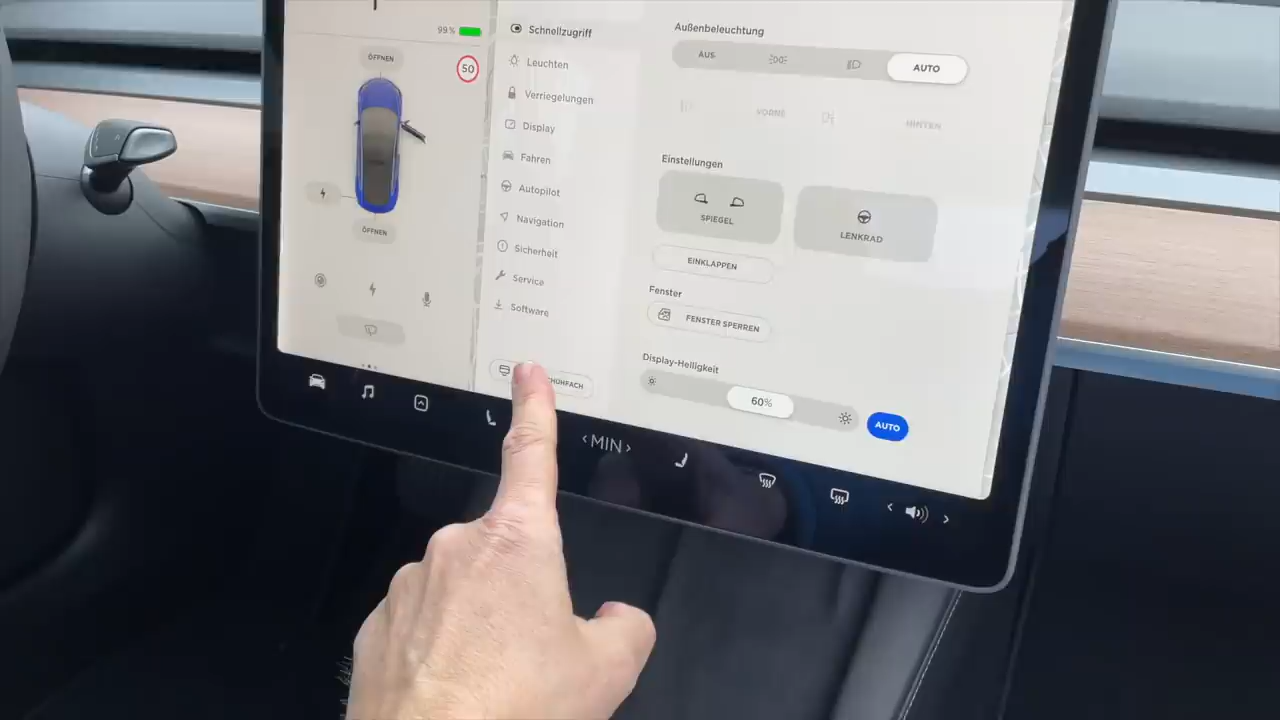 99 %
ÖFFNEN
50
ÖFFNEN
Schnellzugriff
Leuchten
Verriegelungen
Display
Fahren
Autopilot
Navigation
Sicherheit
Service
Software
Außenbeleuchtung
AUS
AUTO
VORNE
HINTEN
Einstellungen
SPIEGEL
LENKRAD
EINKLAPPEN
Fenster
FENSTER SPERREN
Display-Helligkeit
60%
AUTO
MIN